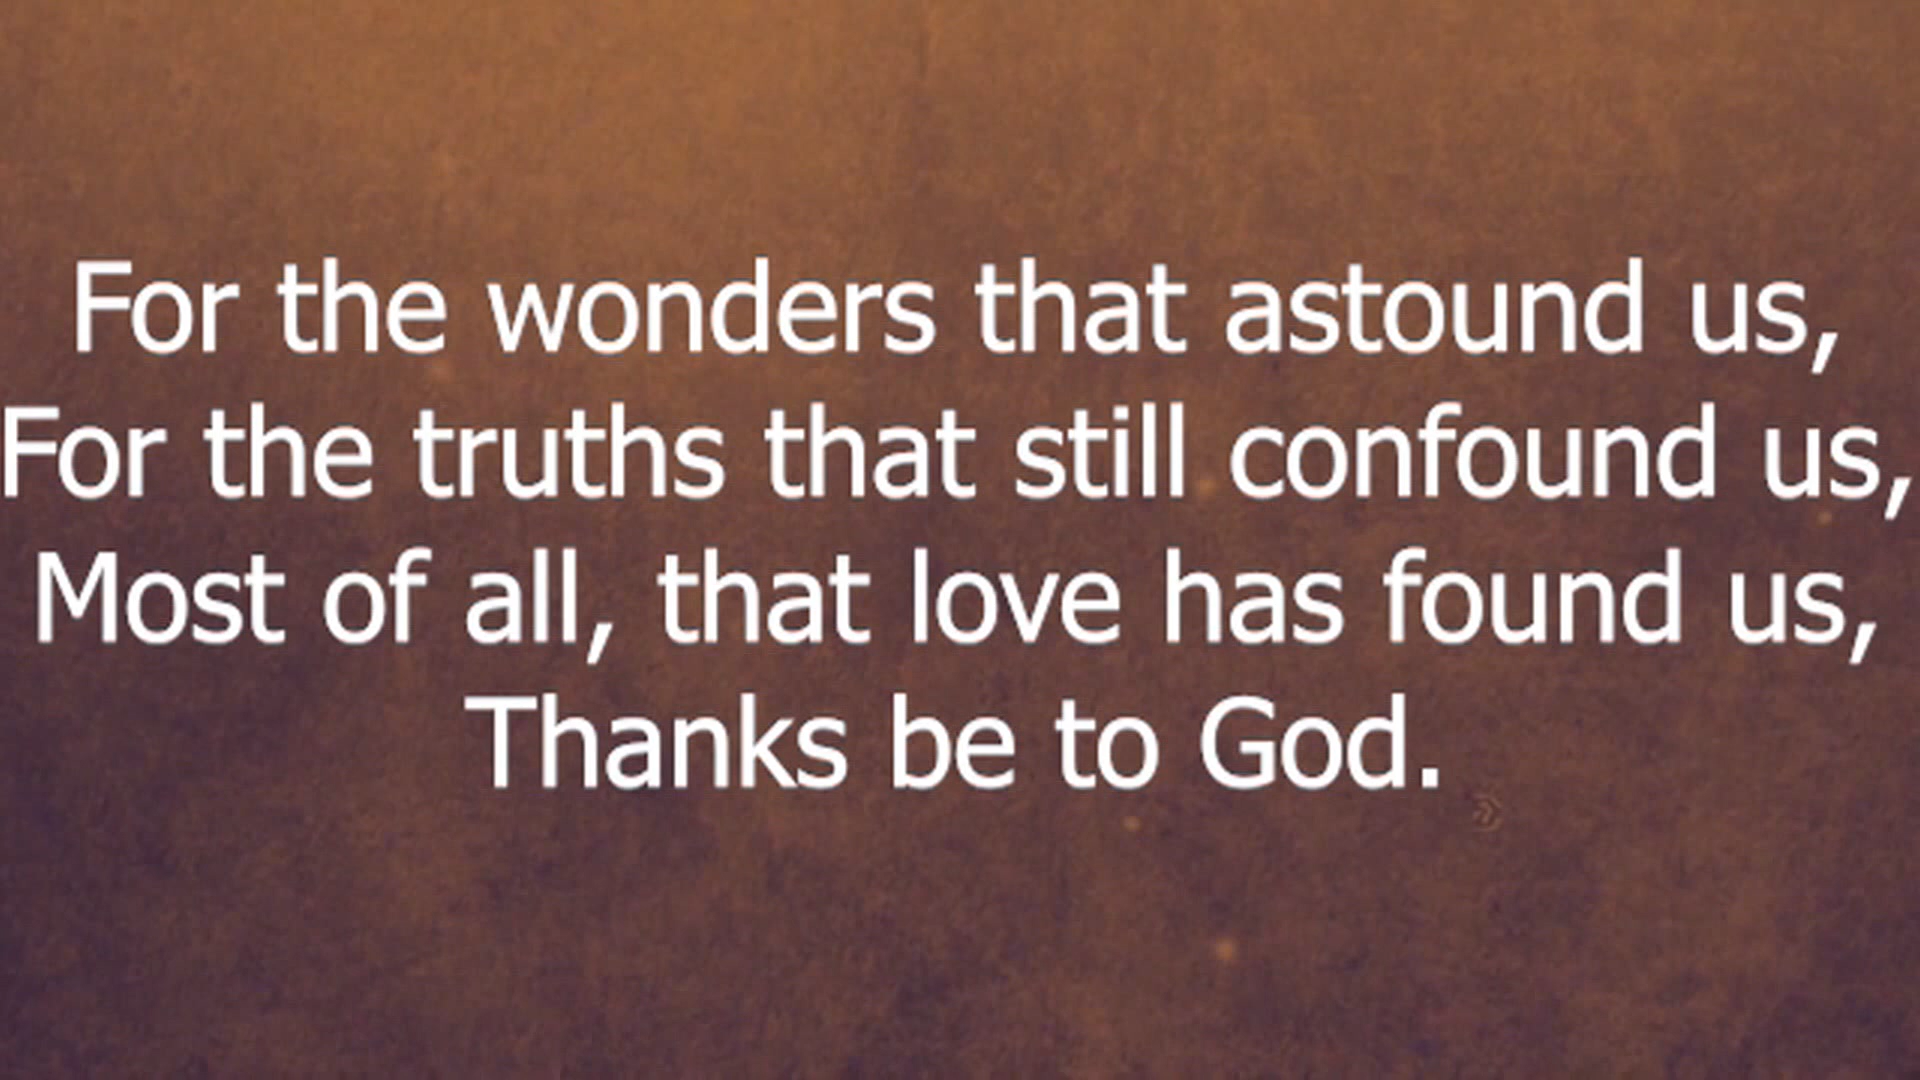 For the wonders that astound us,
For the truths that still confound us,
Most of all, that love has found us,
Thanks be to God.